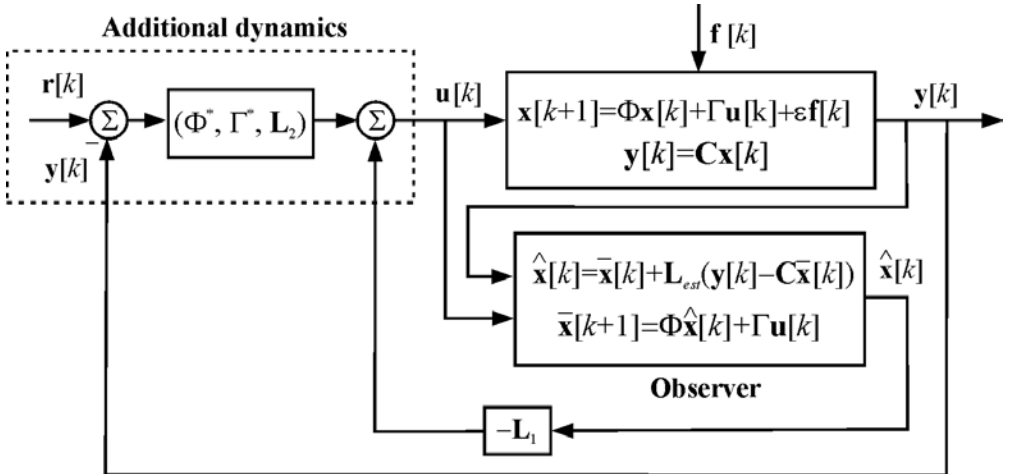 Additional dynamics
f [k]
r[k]
u[k]
y[k]
Σ
(Φ*, Γ*, L₂)
Σ
x[k+1]=Φx[k]+Γu[k]+εf[k]
y[k]=Cx[k]
−
y[k]
x̂[k]=x̄[k]+Lₑₛₜ(y[k]−Cx̄[k])
x̄[k+1]=Φx̂[k]+Γu[k]
x̂[k]
Observer
−L₁